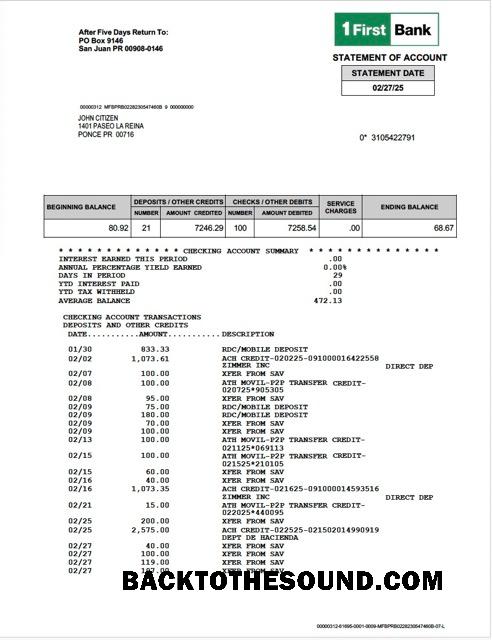 After Five Days Return To:
PO Box 9146
San Juan PR 00908-0146
1First Bank
STATEMENT OF ACCOUNT
STATEMENT DATE
02/27/25
00000312 MFBPRB0228230547460B 9 000000000
JOHN CITIZEN
1401 PASEO LA REINA
PONCE PR 00716
0* 3105422791
BEGINNING BALANCE DEPOSITS / OTHER CREDITS CHECKS / OTHER DEBITS SERVICE CHARGES ENDING BALANCE
NUMBER AMOUNT CREDITED NUMBER AMOUNT DEBITED
80.92 21 7246.29 100 7258.54 .00 68.67
* * * * * * * * * * * * * CHECKING ACCOUNT SUMMARY * * * * * * * * * * * * * *
INTEREST EARNED THIS PERIOD .00
ANNUAL PERCENTAGE YIELD EARNED 0.00%
DAYS IN PERIOD 29
YTD INTEREST PAID .00
YTD TAX WITHHELD .00
AVERAGE BALANCE 472.13
CHECKING ACCOUNT TRANSACTIONS
DEPOSITS AND OTHER CREDITS
DATE...........AMOUNT...........DESCRIPTION
01/30 833.33 RDC/MOBILE DEPOSIT
02/02 1,073.61 ACH CREDIT-020225-091000016422558
ZIMMER INC DIRECT DEP
02/07 100.00 XFER FROM SAV
02/08 100.00 ATH MOVIL-P2P TRANSFER CREDIT-
020725*905305
02/08 95.00 XFER FROM SAV
02/09 75.00 RDC/MOBILE DEPOSIT
02/09 180.00 RDC/MOBILE DEPOSIT
02/09 70.00 XFER FROM SAV
02/09 100.00 XFER FROM SAV
02/13 100.00 ATH MOVIL-P2P TRANSFER CREDIT-
021125*069113
02/15 100.00 ATH MOVIL-P2P TRANSFER CREDIT-
021525*210105
02/15 60.00 XFER FROM SAV
02/16 40.00 XFER FROM SAV
02/16 1,073.35 ACH CREDIT-021625-091000014593516
ZIMMER INC DIRECT DEP
02/21 15.00 ATH MOVIL-P2P TRANSFER CREDIT-
022025*440095
02/25 200.00 XFER FROM SAV
02/25 2,575.00 ACH CREDIT-022525-021502014990919
DEPT DE HACIENDA
02/27 40.00 XFER FROM SAV
02/27 100.00 XFER FROM SAV
02/27 119.00 XFER FROM SAV
02/27 XFER FROM SAV
BACKTOTHESOUND.COM
00000312-61695-0001-0009-MFBPRB0228230547460B-07-L